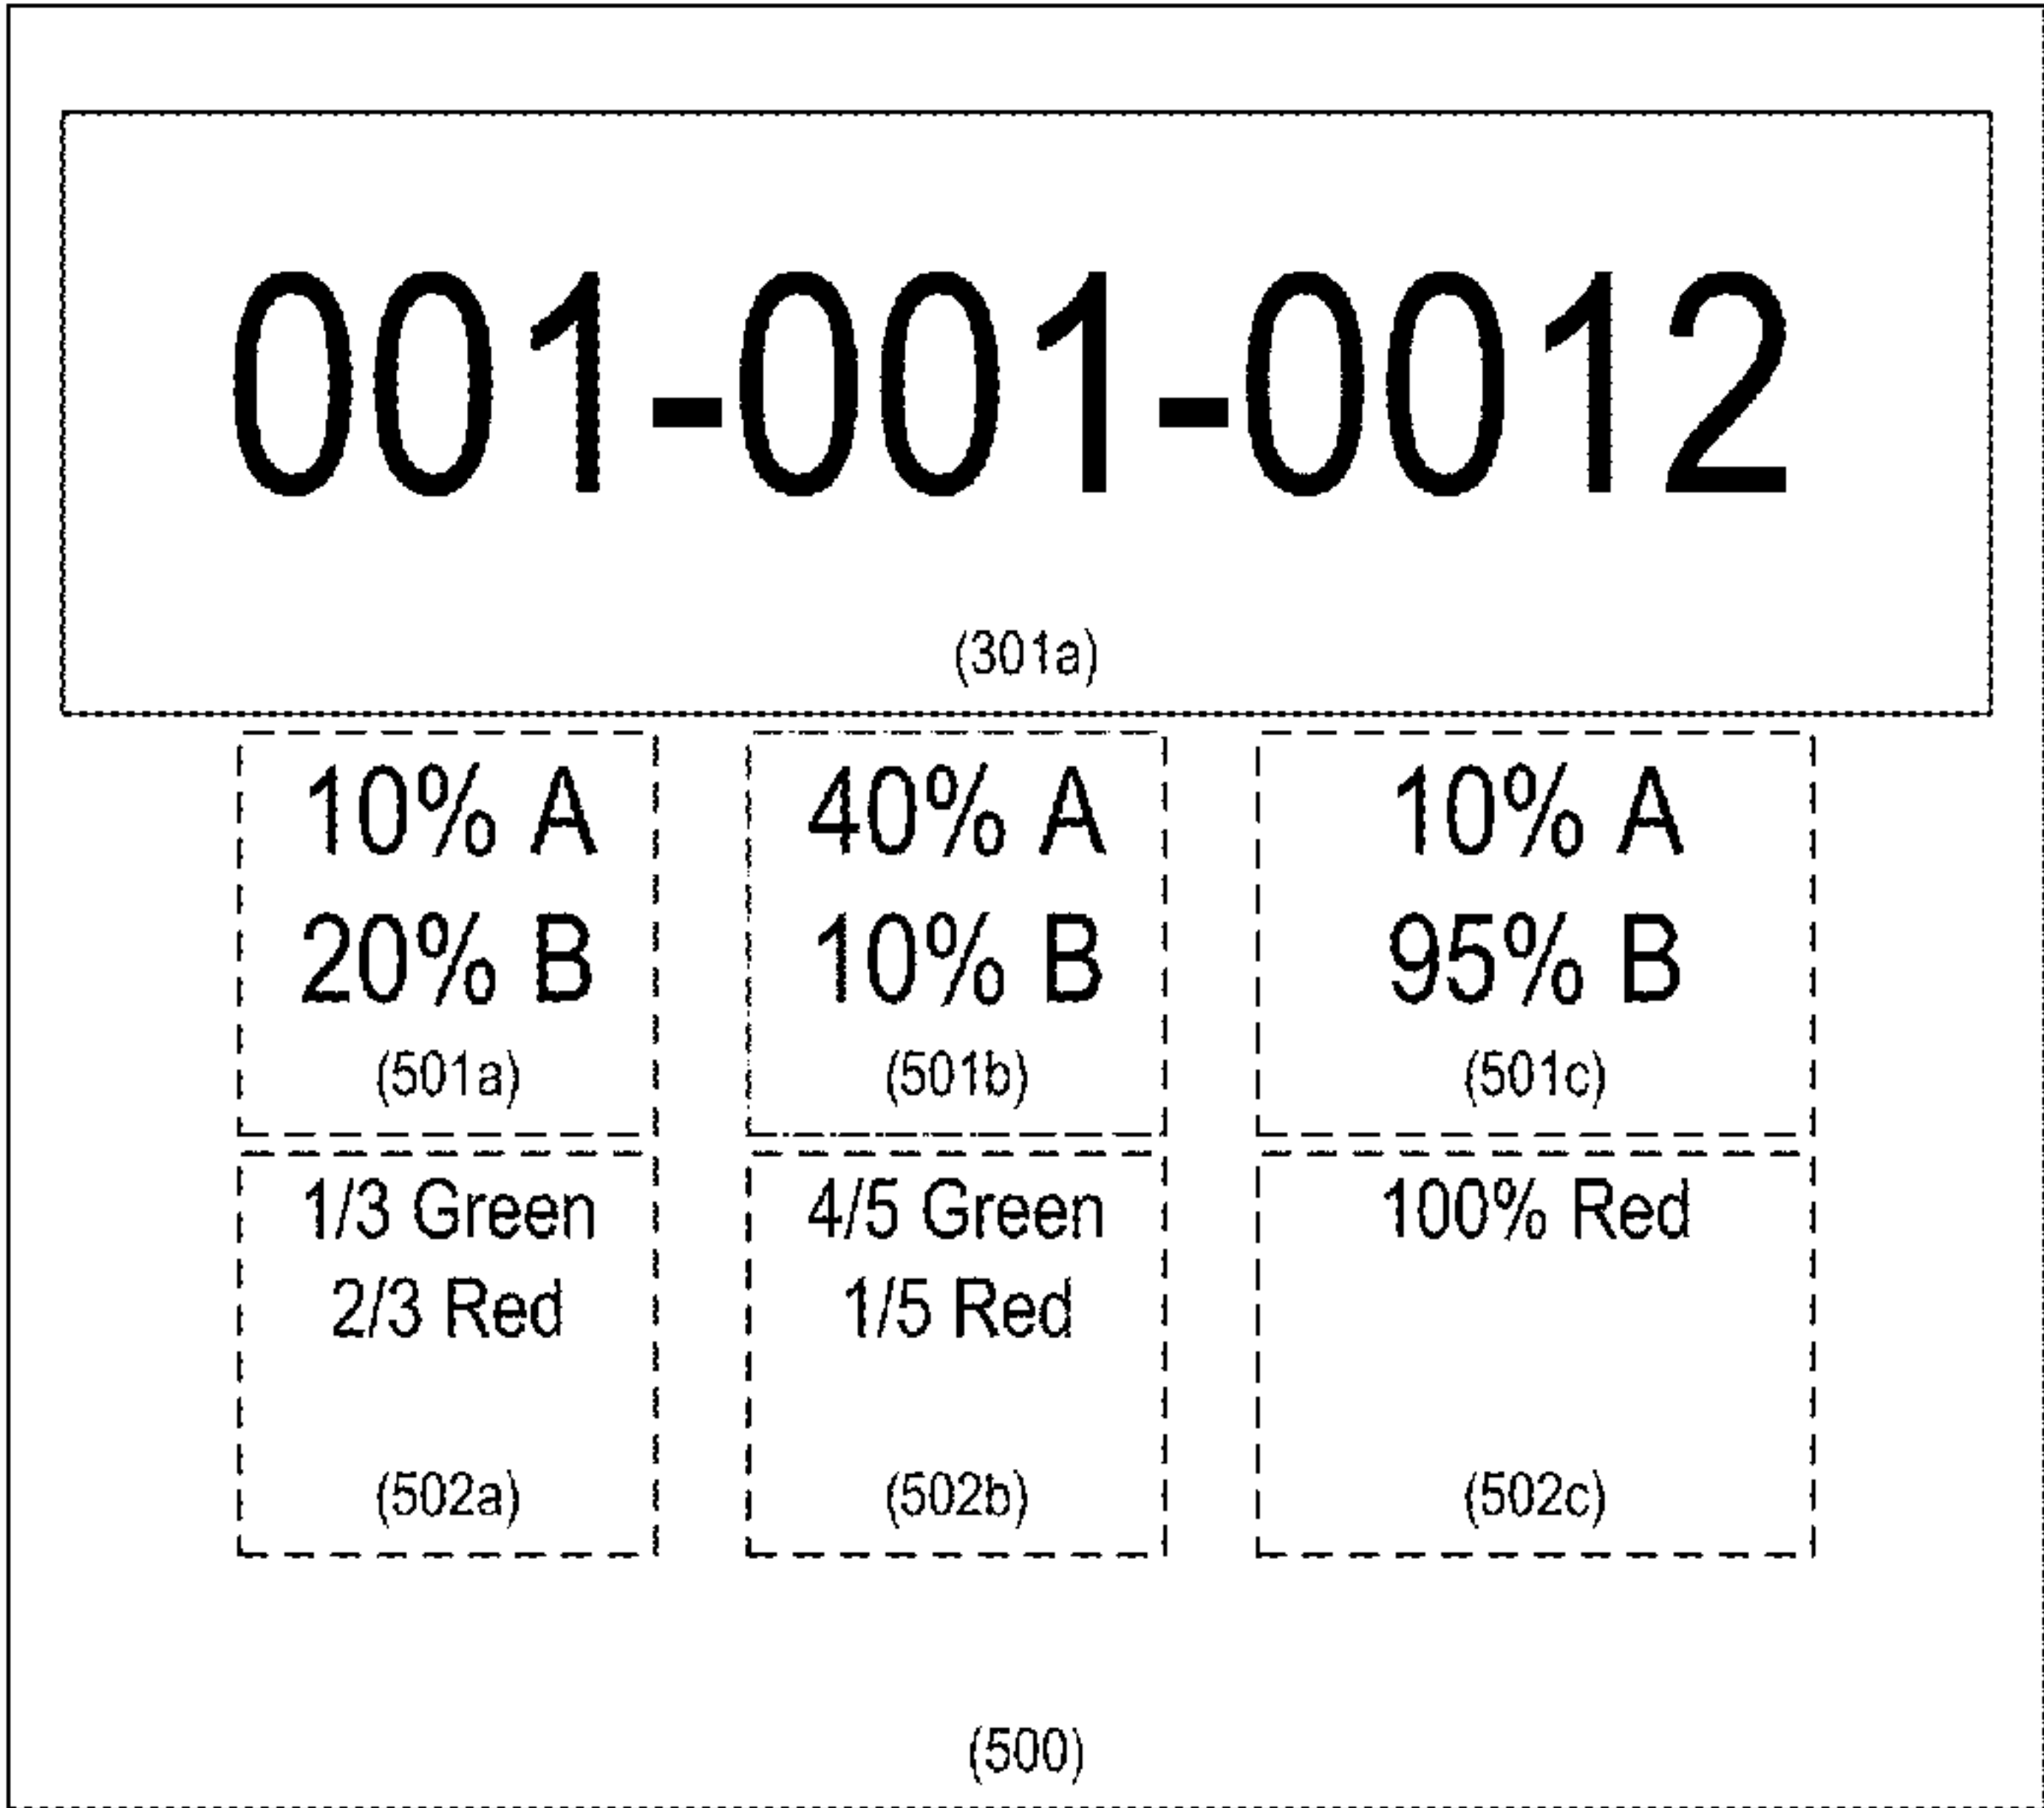 001-001-0012
(301a)
10% A
20% B
(501a)
40% A
10% B
(501b)
10% A
95% B
(501c)
1/3 Green
2/3 Red
(502a)
4/5 Green
1/5 Red
(502b)
100% Red
(502c)
(500)